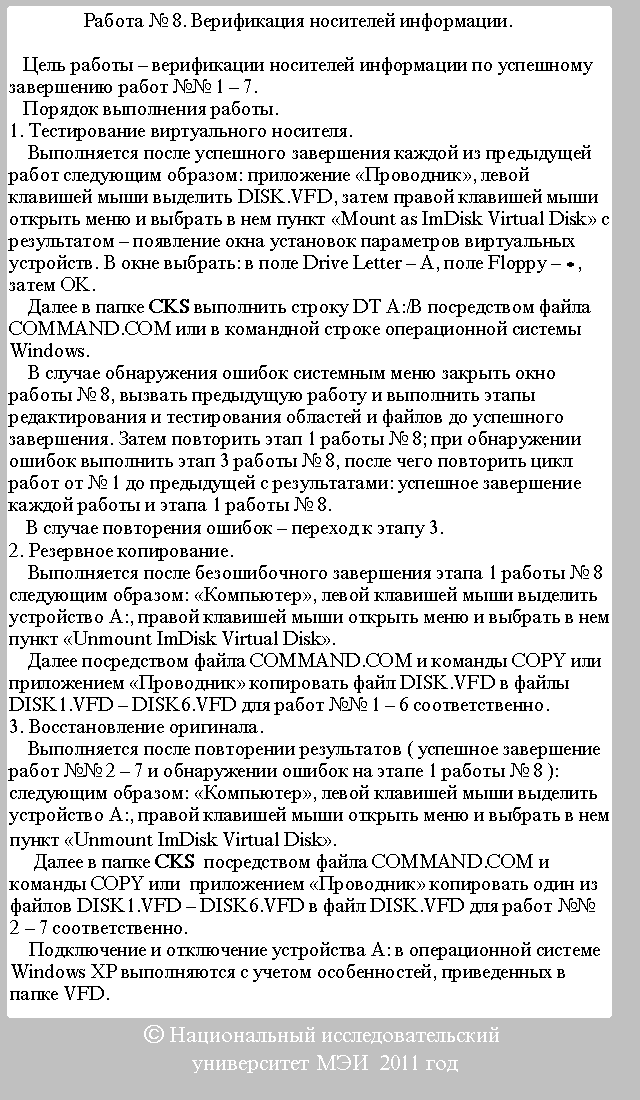 Работа № 8. Верификация носителей информации.
Цель работы – верификации носителей информации по успешному
завершению работ №№ 1 – 7.
Порядок выполнения работы.
1. Тестирование виртуального носителя.
Выполняется после успешного завершения каждой из предыдущей
работ следующим образом: приложение «Проводник», левой
клавишей мыши выделить DISK.VFD, затем правой клавишей мыши
открыть меню и выбрать в нем пункт «Mount as ImDisk Virtual Disk» с
результатом – появление окна установок параметров виртуальных
устройств. В окне выбрать: в поле Drive Letter – A, поле Floppy – • ,
затем OK.
Далее в папке CKS выполнить строку DT A:/B посредством файла
COMMAND.COM или в командной строке операционной системы
Windows.
В случае обнаружения ошибок системным меню закрыть окно
работы № 8, вызвать предыдущую работу и выполнить этапы
редактирования и тестирования областей и файлов до успешного
завершения. Затем повторить этап 1 работы № 8; при обнаружении
ошибок выполнить этап 3 работы № 8, после чего повторить цикл
работ от № 1 до предыдущей с результатами: успешное завершение
каждой работы и этапа 1 работы № 8.
В случае повторения ошибок – переход к этапу 3.
2. Резервное копирование.
Выполняется после безошибочного завершения этапа 1 работы № 8
следующим образом: «Компьютер», левой клавишей мыши выделить
устройство A:, правой клавишей мыши открыть меню и выбрать в нем
пункт «Unmount ImDisk Virtual Disk».
Далее посредством файла COMMAND.COM и команды COPY или
приложением «Проводник» копировать файл DISK.VFD в файлы
DISK1.VFD – DISK6.VFD для работ №№ 1 – 6 соответственно.
3. Восстановление оригинала.
Выполняется после повторении результатов ( успешное завершение
работ №№ 2 – 7 и обнаружении ошибок на этапе 1 работы № 8 ):
следующим образом: «Компьютер», левой клавишей мыши выделить
устройство A:, правой клавишей мыши открыть меню и выбрать в нем
пункт «Unmount ImDisk Virtual Disk».
Далее в папке CKS посредством файла COMMAND.COM и
команды COPY или приложением «Проводник» копировать один из
файлов DISK1.VFD – DISK6.VFD в файл DISK.VFD для работ №№
2 – 7 соответственно.
Подключение и отключение устройства A: в операционной системе
Windows XP выполняются с учетом особенностей, приведенных в
папке VFD.
© Национальный исследовательский
университет МЭИ 2011 год